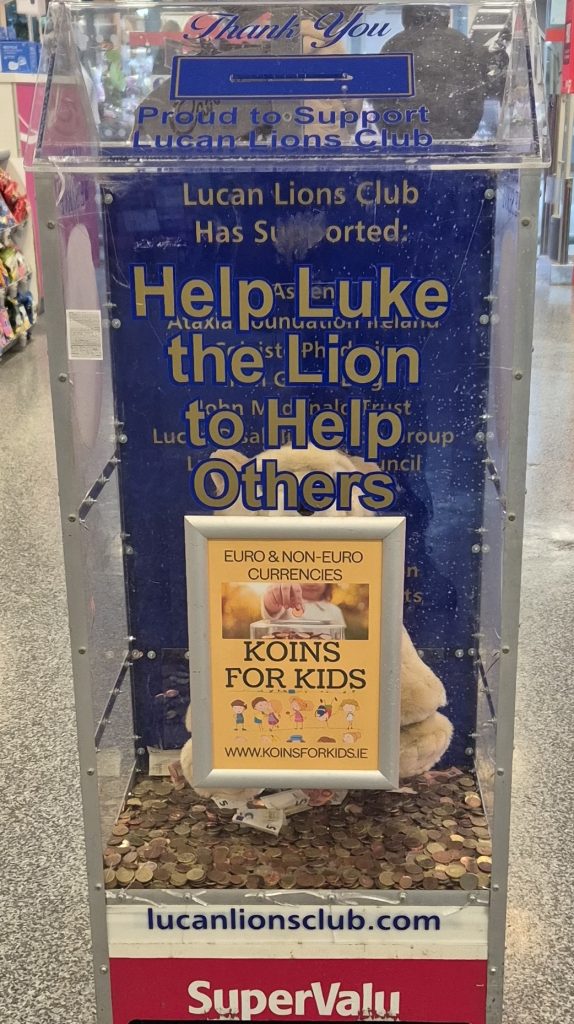 Thank You
Proud to Support
Lucan Lions Club
Lucan Lions Club
Has Supported:
Help Luke
the Lion
to Help
Others
Ataxia Foundation Ireland
John McDonald Trust
Group
EURO & NON-EURO
CURRENCIES
KOINS
FOR KIDS
WWW.KOINSFORKIDS.IE
lucanlionsclub.com
SuperValu